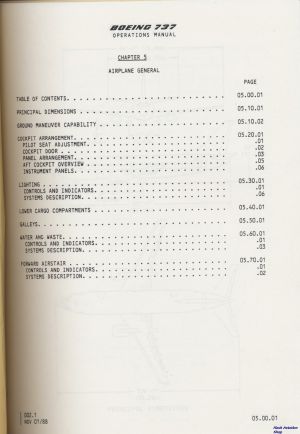 BOEING 737
OPERATIONS MANUAL
CHAPTER 5
AIRPLANE GENERAL
PAGE
TABLE OF CONTENTS. 05.00.01
PRINCIPAL DIMENSIONS 05.10.01
GROUND MANEUVER CAPABILITY 05.10.02
COCKPIT ARRANGEMENT. 05.20.01
PILOT SEAT ADJUSTMENT. .01
COCKPIT DOOR .02
PANEL ARRANGEMENT. .03
AFT COCKPIT OVERVIEW .05
INSTRUMENT PANELS. .06
LIGHTING 05.30.01
CONTROLS AND INDICATORS. .01
SYSTEMS DESCRIPTION. .06
LOWER CARGO COMPARTMENTS 05.40.01
GALLEYS. 05.50.01
WATER AND WASTE. 05.60.01
CONTROLS AND INDICATORS. .01
SYSTEMS DESCRIPTION. .03
FORWARD AIRSTAIR 05.70.01
CONTROLS AND INDICATORS. .01
SYSTEMS DESCRIPTION. .02
002.1
NOV 01/88
05.00.01
Shop